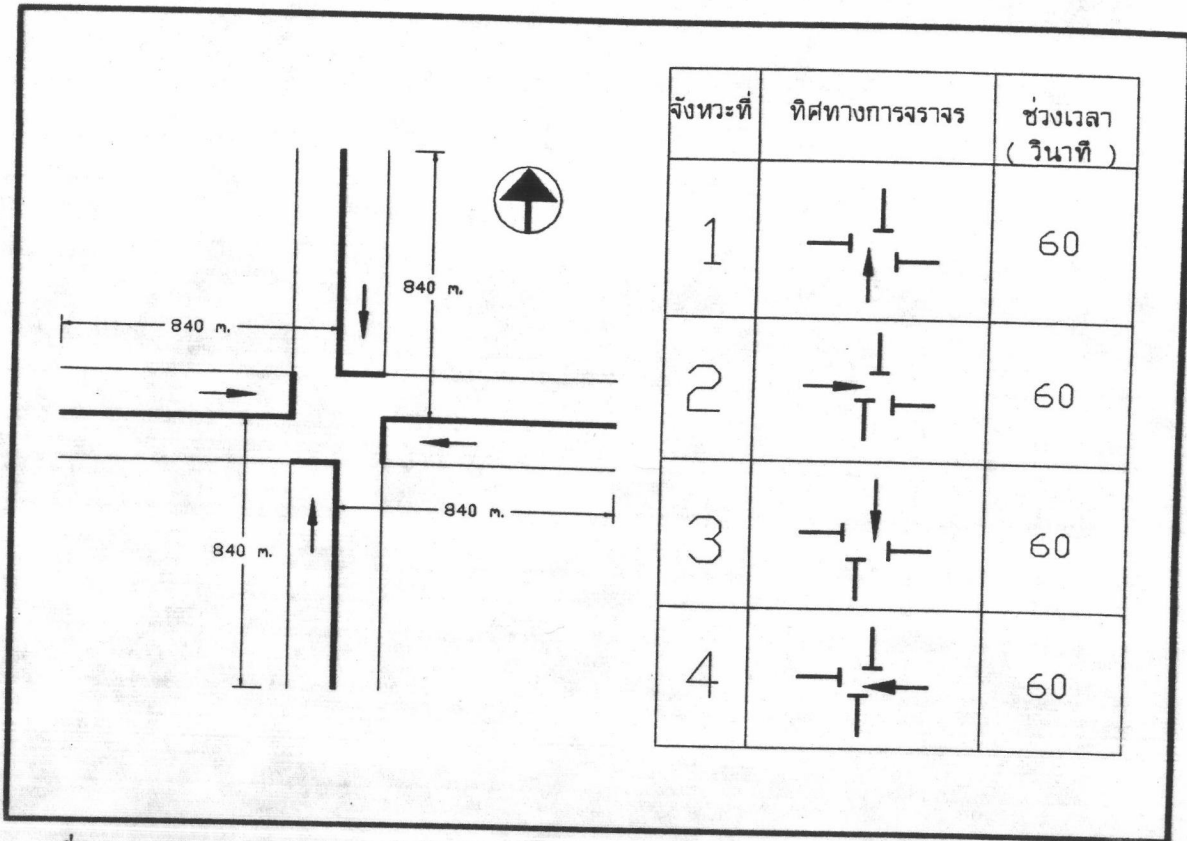 840 m.
840 m.
840 m.
840 m.
จังหวะที่ ทิศทางการจราจร ช่วงเวลา
( วินาที )
1 60
2 60
3 60
4 60